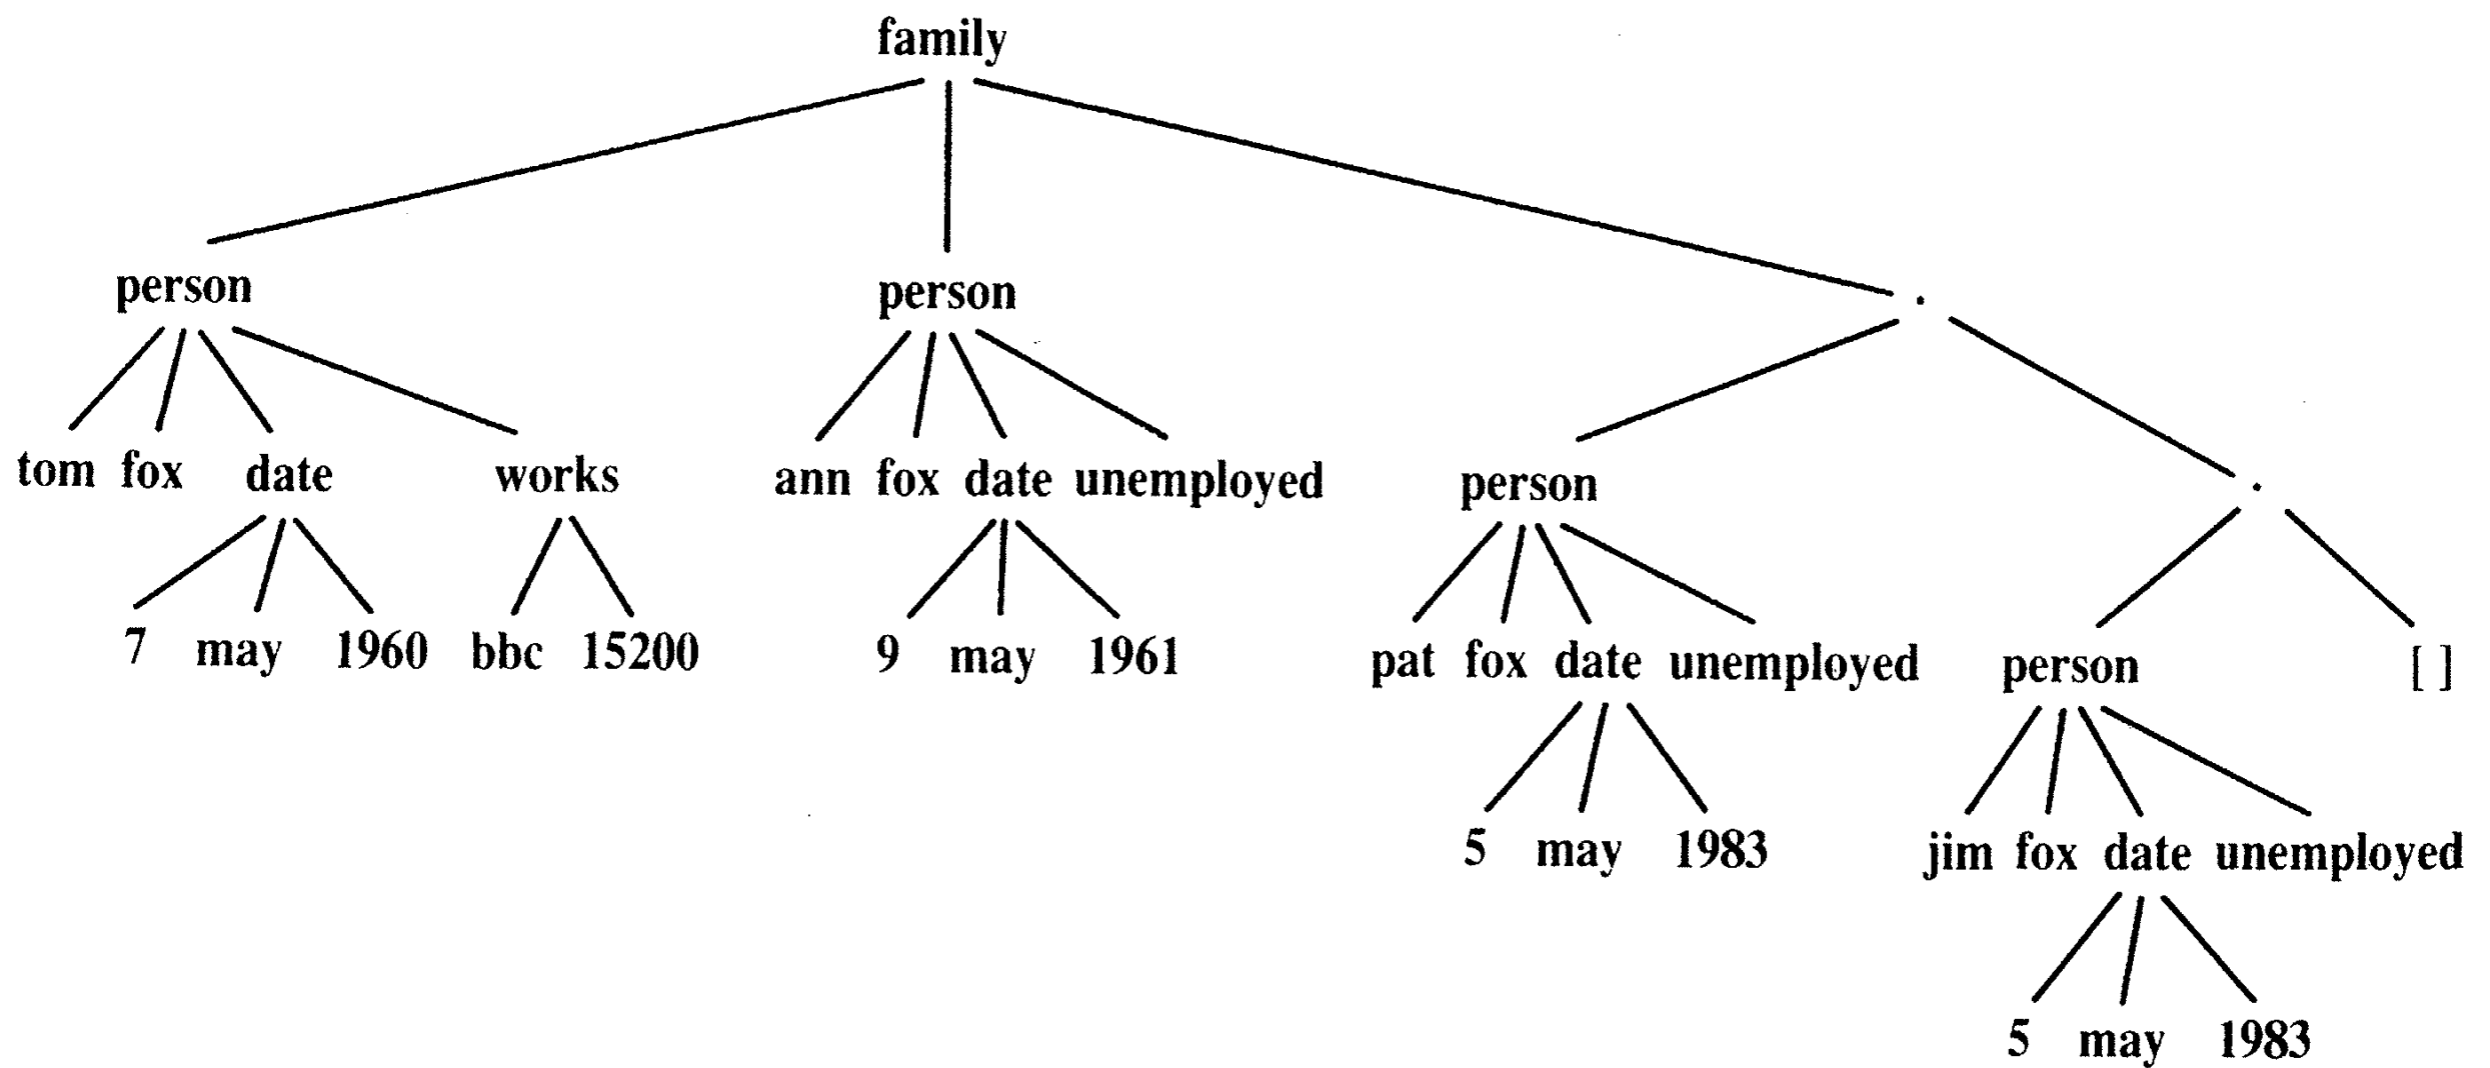 family
person person .
tom fox date works ann fox date unemployed person .
7 may 1960 bbc 15200 9 may 1961 pat fox date unemployed person [ ]
5 may 1983 jim fox date unemployed
5 may 1983